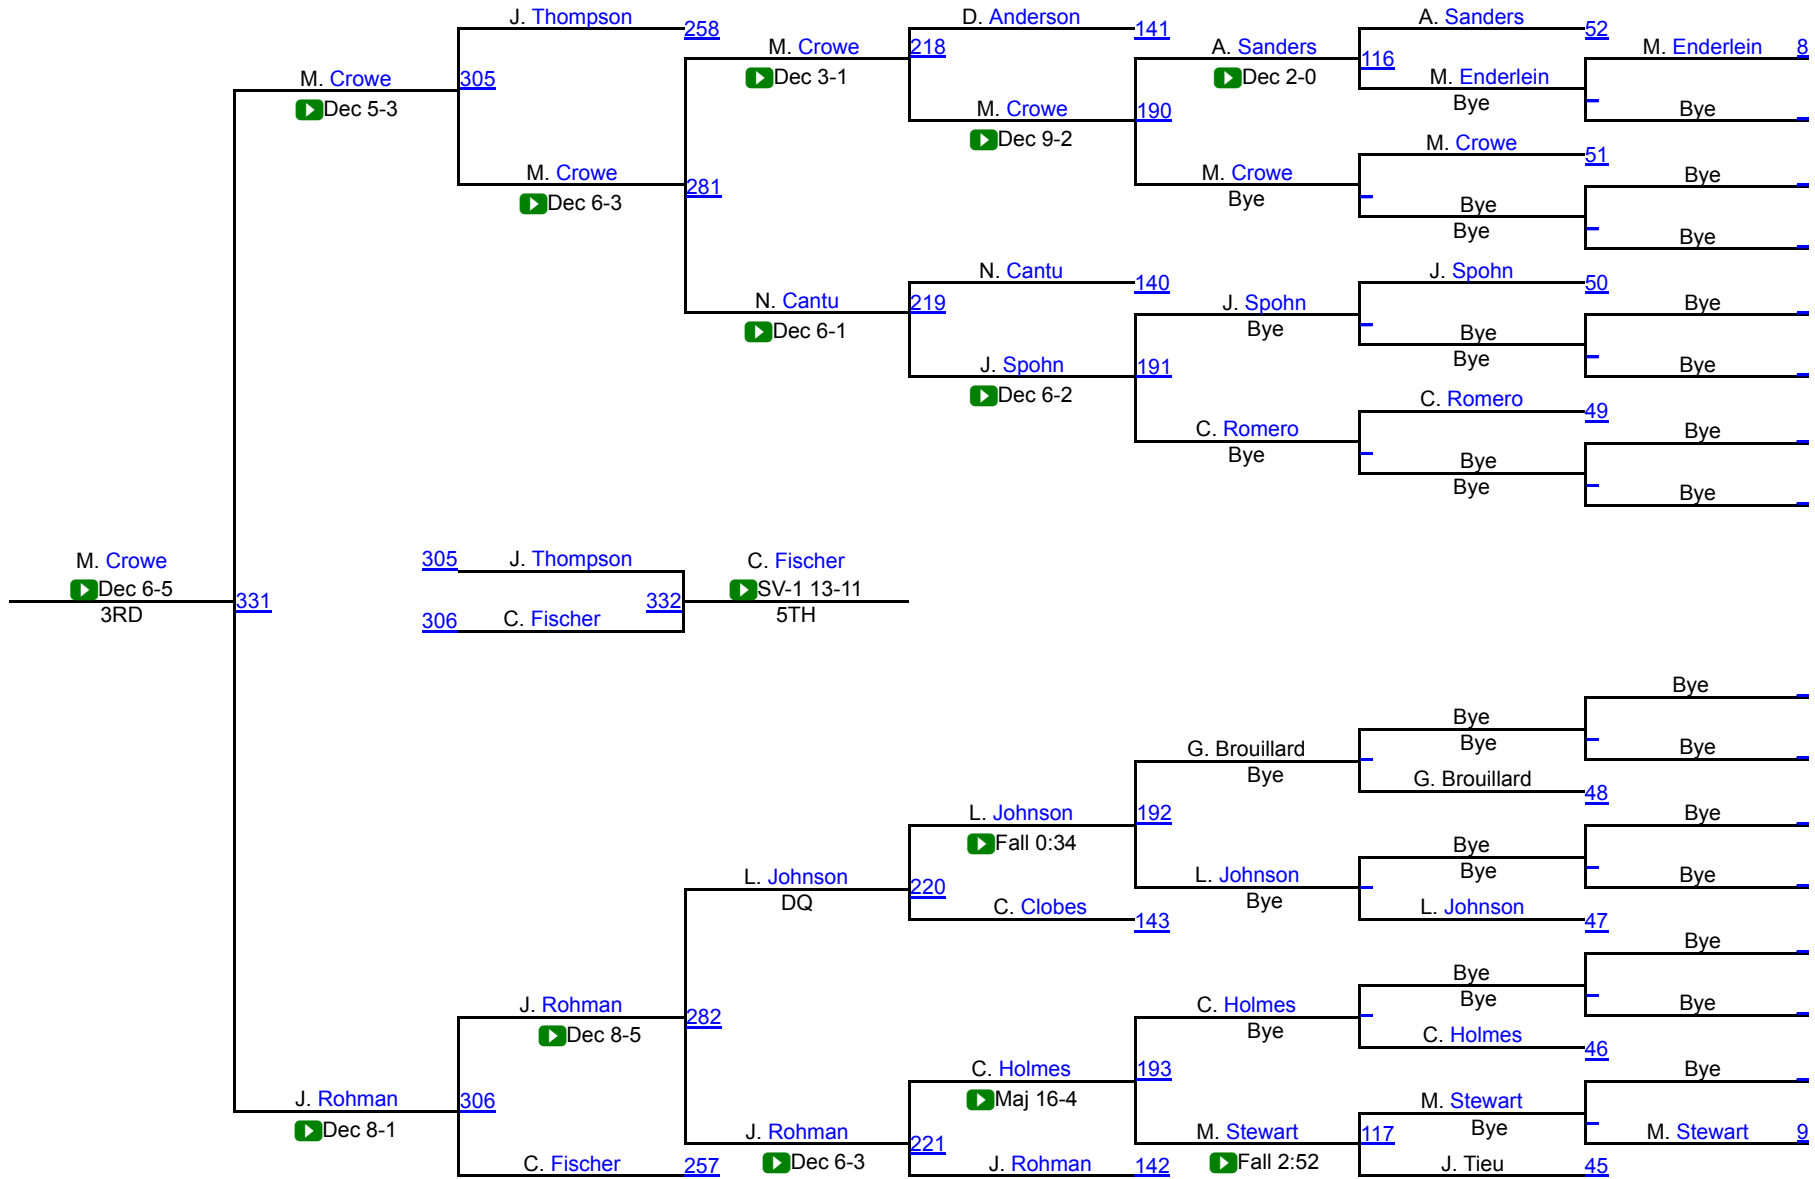 J. Thompson
258
M. Crowe
Dec 5-3
305
M. Crowe
Dec 6-3
281
M. Crowe
Dec 3-1
218
D. Anderson
141
M. Crowe
Dec 9-2
190
A. Sanders
Dec 2-0
116
A. Sanders
52
M. Enderlein
Bye
M. Enderlein
8
Bye
M. Crowe
Bye
M. Crowe
51
Bye
Bye
Bye
Bye
N. Cantu
Dec 6-1
219
N. Cantu
140
J. Spohn
Dec 6-2
191
J. Spohn
Bye
J. Spohn
50
Bye
Bye
Bye
Bye
C. Romero
Bye
C. Romero
49
Bye
Bye
Bye
Bye
M. Crowe
Dec 6-5
3RD
331
305
J. Thompson
306
C. Fischer
332
C. Fischer
SV-1 13-11
5TH
J. Rohman
Dec 8-1
306
J. Rohman
Dec 8-5
282
C. Fischer
257
L. Johnson
DQ
220
L. Johnson
Fall 0:34
192
C. Clobes
143
G. Brouillard
Bye
Bye
Bye
Bye
Bye
G. Brouillard
48
L. Johnson
Bye
Bye
Bye
Bye
Bye
L. Johnson
47
J. Rohman
Dec 6-3
221
C. Holmes
Maj 16-4
193
J. Rohman
142
C. Holmes
Bye
Bye
Bye
Bye
Bye
C. Holmes
46
M. Stewart
Fall 2:52
117
M. Stewart
Bye
Bye
M. Stewart
9
J. Tieu
45